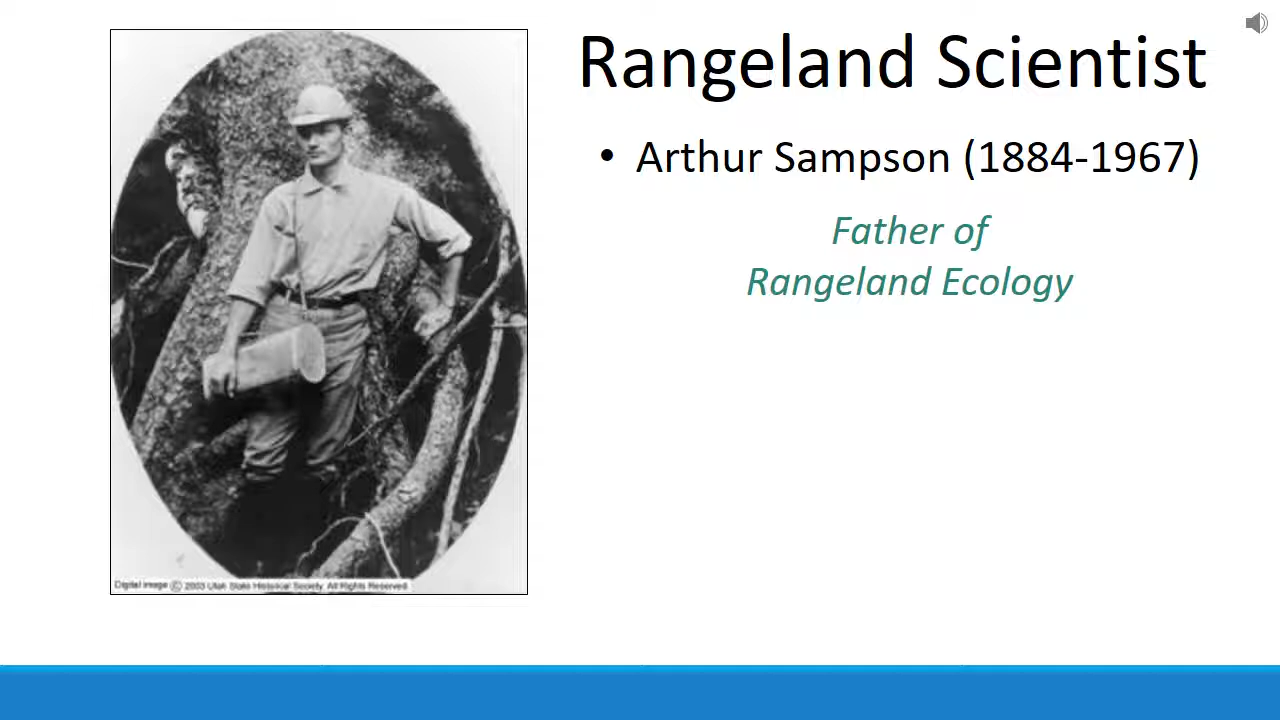 Rangeland Scientist
• Arthur Sampson (1884-1967)
Father of
Rangeland Ecology
Digital Image © 2003 Utah State Historical Society. All Rights Reserved.